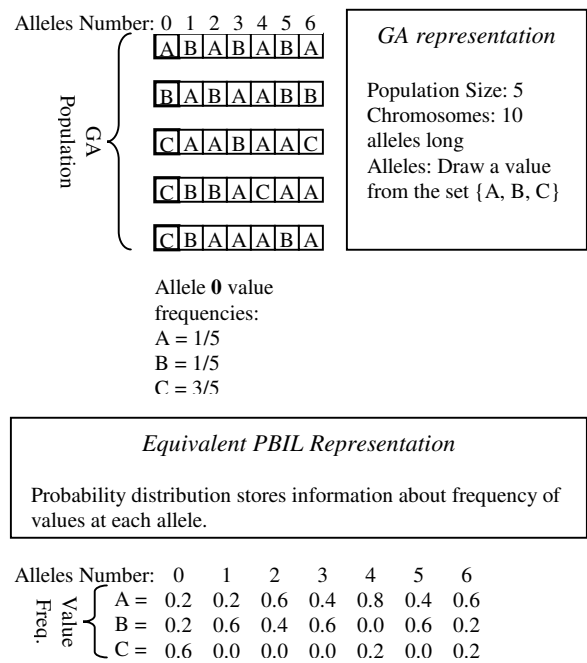 Alleles Number: 0 1 2 3 4 5 6
A B A B A B A
B A B A A B B
C A A B A A C
C B B A C A A
C B A A A B A
GA
Population
GA representation
Population Size: 5
Chromosomes: 10
alleles long
Alleles: Draw a value
from the set {A, B, C}
Allele 0 value
frequencies:
A = 1/5
B = 1/5
C = 3/5
Equivalent PBIL Representation
Probability distribution stores information about frequency of
values at each allele.
Alleles Number: 0 1 2 3 4 5 6
Value
Freq.
A = 0.2 0.2 0.6 0.4 0.8 0.4 0.6
B = 0.2 0.6 0.4 0.6 0.0 0.6 0.2
C = 0.6 0.0 0.0 0.0 0.2 0.0 0.2